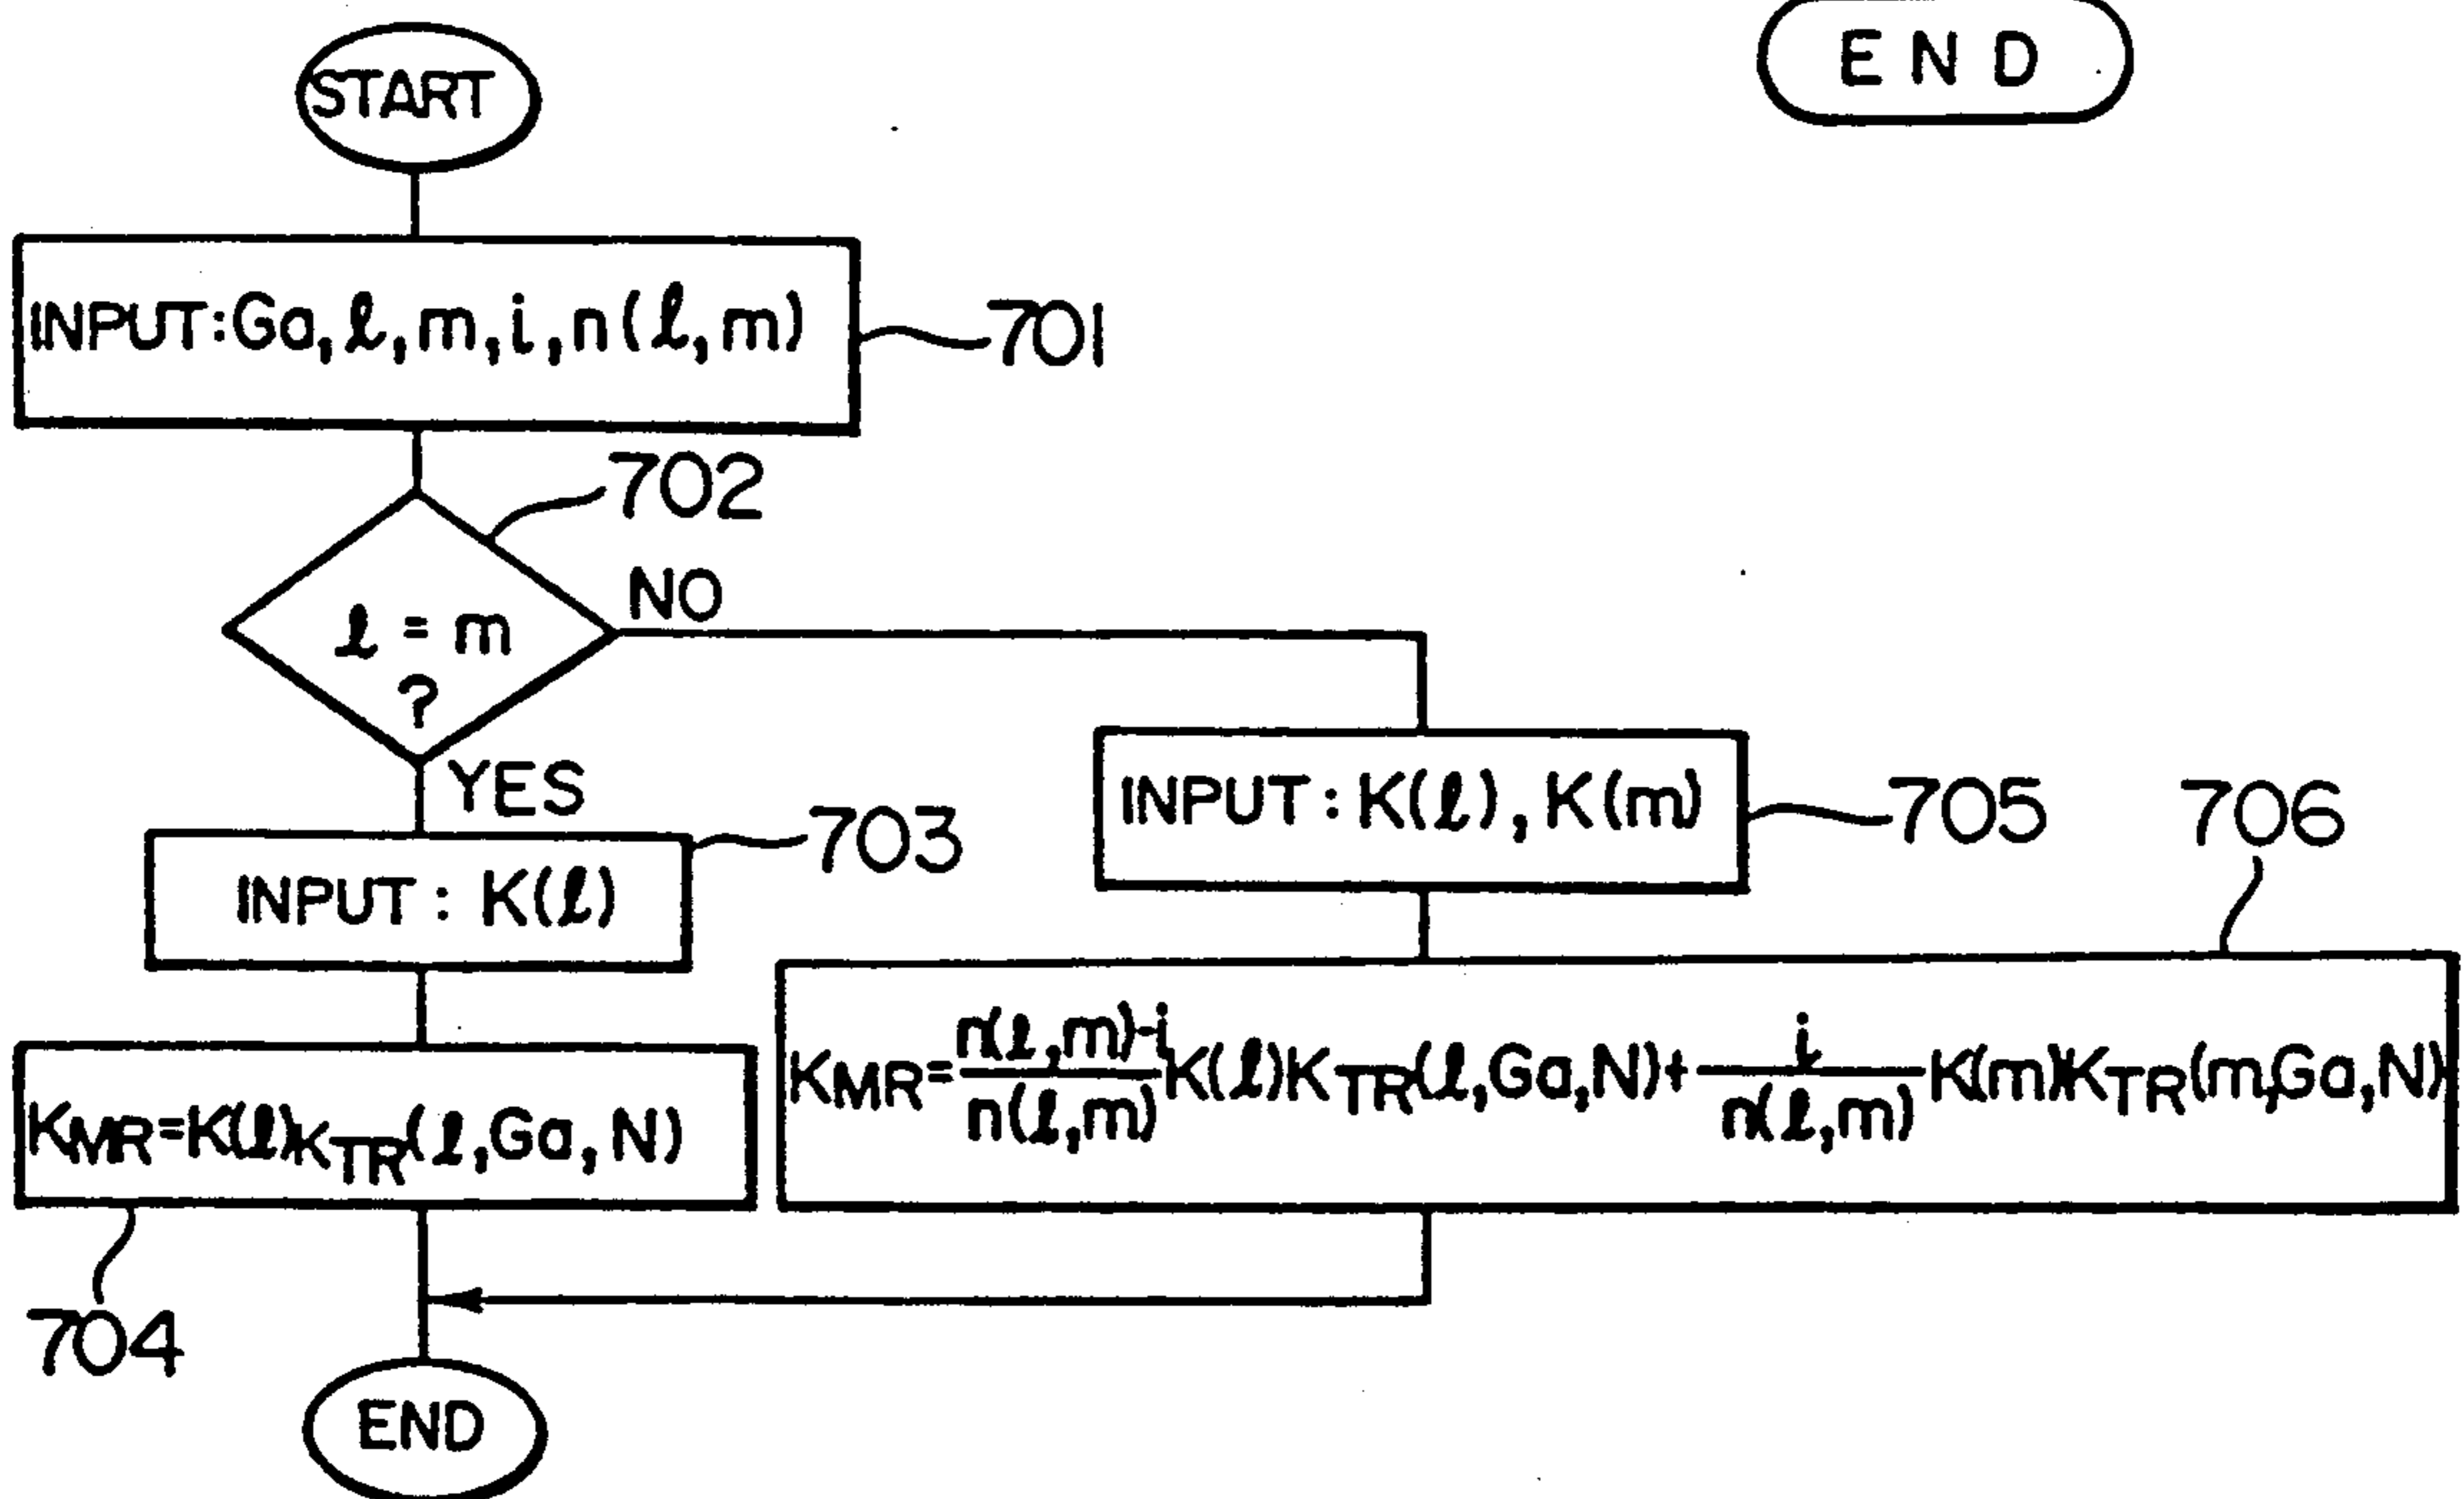 START
E N D
INPUT:Ga,ℓ,m,i,n(ℓ,m)
701
702
ℓ = m
?
NO
YES
INPUT : K(ℓ)
703
INPUT : K(ℓ), K(m)
705
706
KMR=K(ℓ)KTR(ℓ,Ga,N)
704
KMR=n(ℓ,m)-i/n(ℓ,m)K(ℓ)KTR(ℓ,Ga,N)+i/n(ℓ,m)K(m)KTR(m,Ga,N)
END